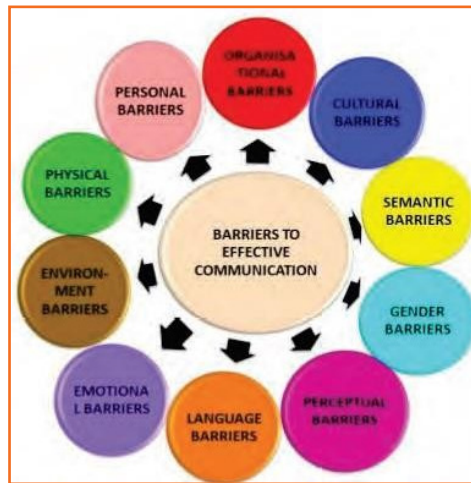 ORGANISA
TIONAL
BARRIERS
CULTURAL
BARRIERS
SEMANTIC
BARRIERS
GENDER
BARRIERS
PERCEPTUAL
BARRIERS
LANGUAGE
BARRIERS
EMOTIONA
L BARRIERS
ENVIRON-
MENT
BARRIERS
PHYSICAL
BARRIERS
PERSONAL
BARRIERS
BARRIERS TO
EFFECTIVE
COMMUNICATION